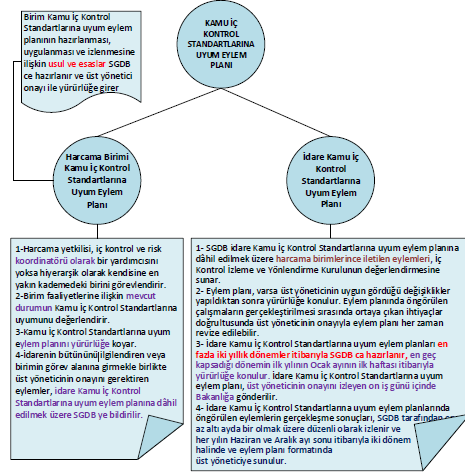 Birim Kamu İç Kontrol
Standartlarına uyum eylem
planının hazırlanması,
uygulanması ve izlenmesine
ilişkin usul ve esaslar SGDB
ce hazırlanır ve üst yönetici
onayı ile yürürlüğe girer
KAMU İÇ
KONTROL
STANDARTLARINA
UYUM EYLEM
PLANI
Harcama Birimi
Kamu İç Kontrol
Standartlarına
Uyum Eylem
Planı
İdare Kamu İç
Kontrol
Standartlarına
Uyum Eylem
Planı
1-Harcama yetkilisi, iç kontrol ve risk
koordinatörü olarak bir yardımcısını
yoksa hiyerarşik olarak kendisine en
yakın kademedeki birini görevlendirir.
2-Birim faaliyetlerine ilişkin mevcut
durumun Kamu İç Kontrol Standartlarına
uyumunu değerlendirir.
3-Kamu İç Kontrol Standartlarına uyum
eylem planını yürürlüğe koyar.
4-İdarenin bütününüilgilendiren veya
birimin görev alanına girmekle birlikte
üst yöneticinin onayını gerektiren
eylemler, idare Kamu İç Kontrol
Standartlarına uyum eylem planına dâhil
edilmek üzere SGDB ye bildirilir.
1- SGDB idare Kamu İç Kontrol Standartlarına uyum eylem planına
dâhil edilmek üzere harcama birimlerince iletilen eylemleri, İç
Kontrol İzleme ve Yönlendirme Kurulunun değerlendirmesine
sunar.
2- Eylem planı, varsa üst yöneticinin uygun gördüğü değişiklikler
yapıldıktan sonra yürürlüğe konulur. Eylem planında öngörülen
çalışmaların gerçekleştirilmesi sırasında ortaya çıkan ihtiyaçlar
doğrultusunda üst yöneticinin onayıyla eylem planı her zaman
revize edilebilir.
3- İdare Kamu İç Kontrol Standartlarına uyum eylem planları en
fazla iki yıllık dönemler itibarıyla SGDB ca hazırlanır, en geç
kapsadığı dönemin ilk yılının Ocak ayının ilk haftası itibarıyla
yürürlüğe konulur. İdare Kamu İç Kontrol Standartlarına uyum
eylem planı, üst yöneticinin onayını izleyen on iş günü içinde
Bakanlığa gönderilir.
4- İdare Kamu İç Kontrol Standartlarına uyum eylem planlarında
öngörülen eylemlerin gerçekleşme sonuçları, SGDB tarafından en
az altı ayda bir olmak üzere düzenli olarak izlenir ve
her yılın Haziran ve Aralık ayı sonu itibarıyla iki dönem
halinde ve eylem planı formatında
üst yöneticiye sunulur.